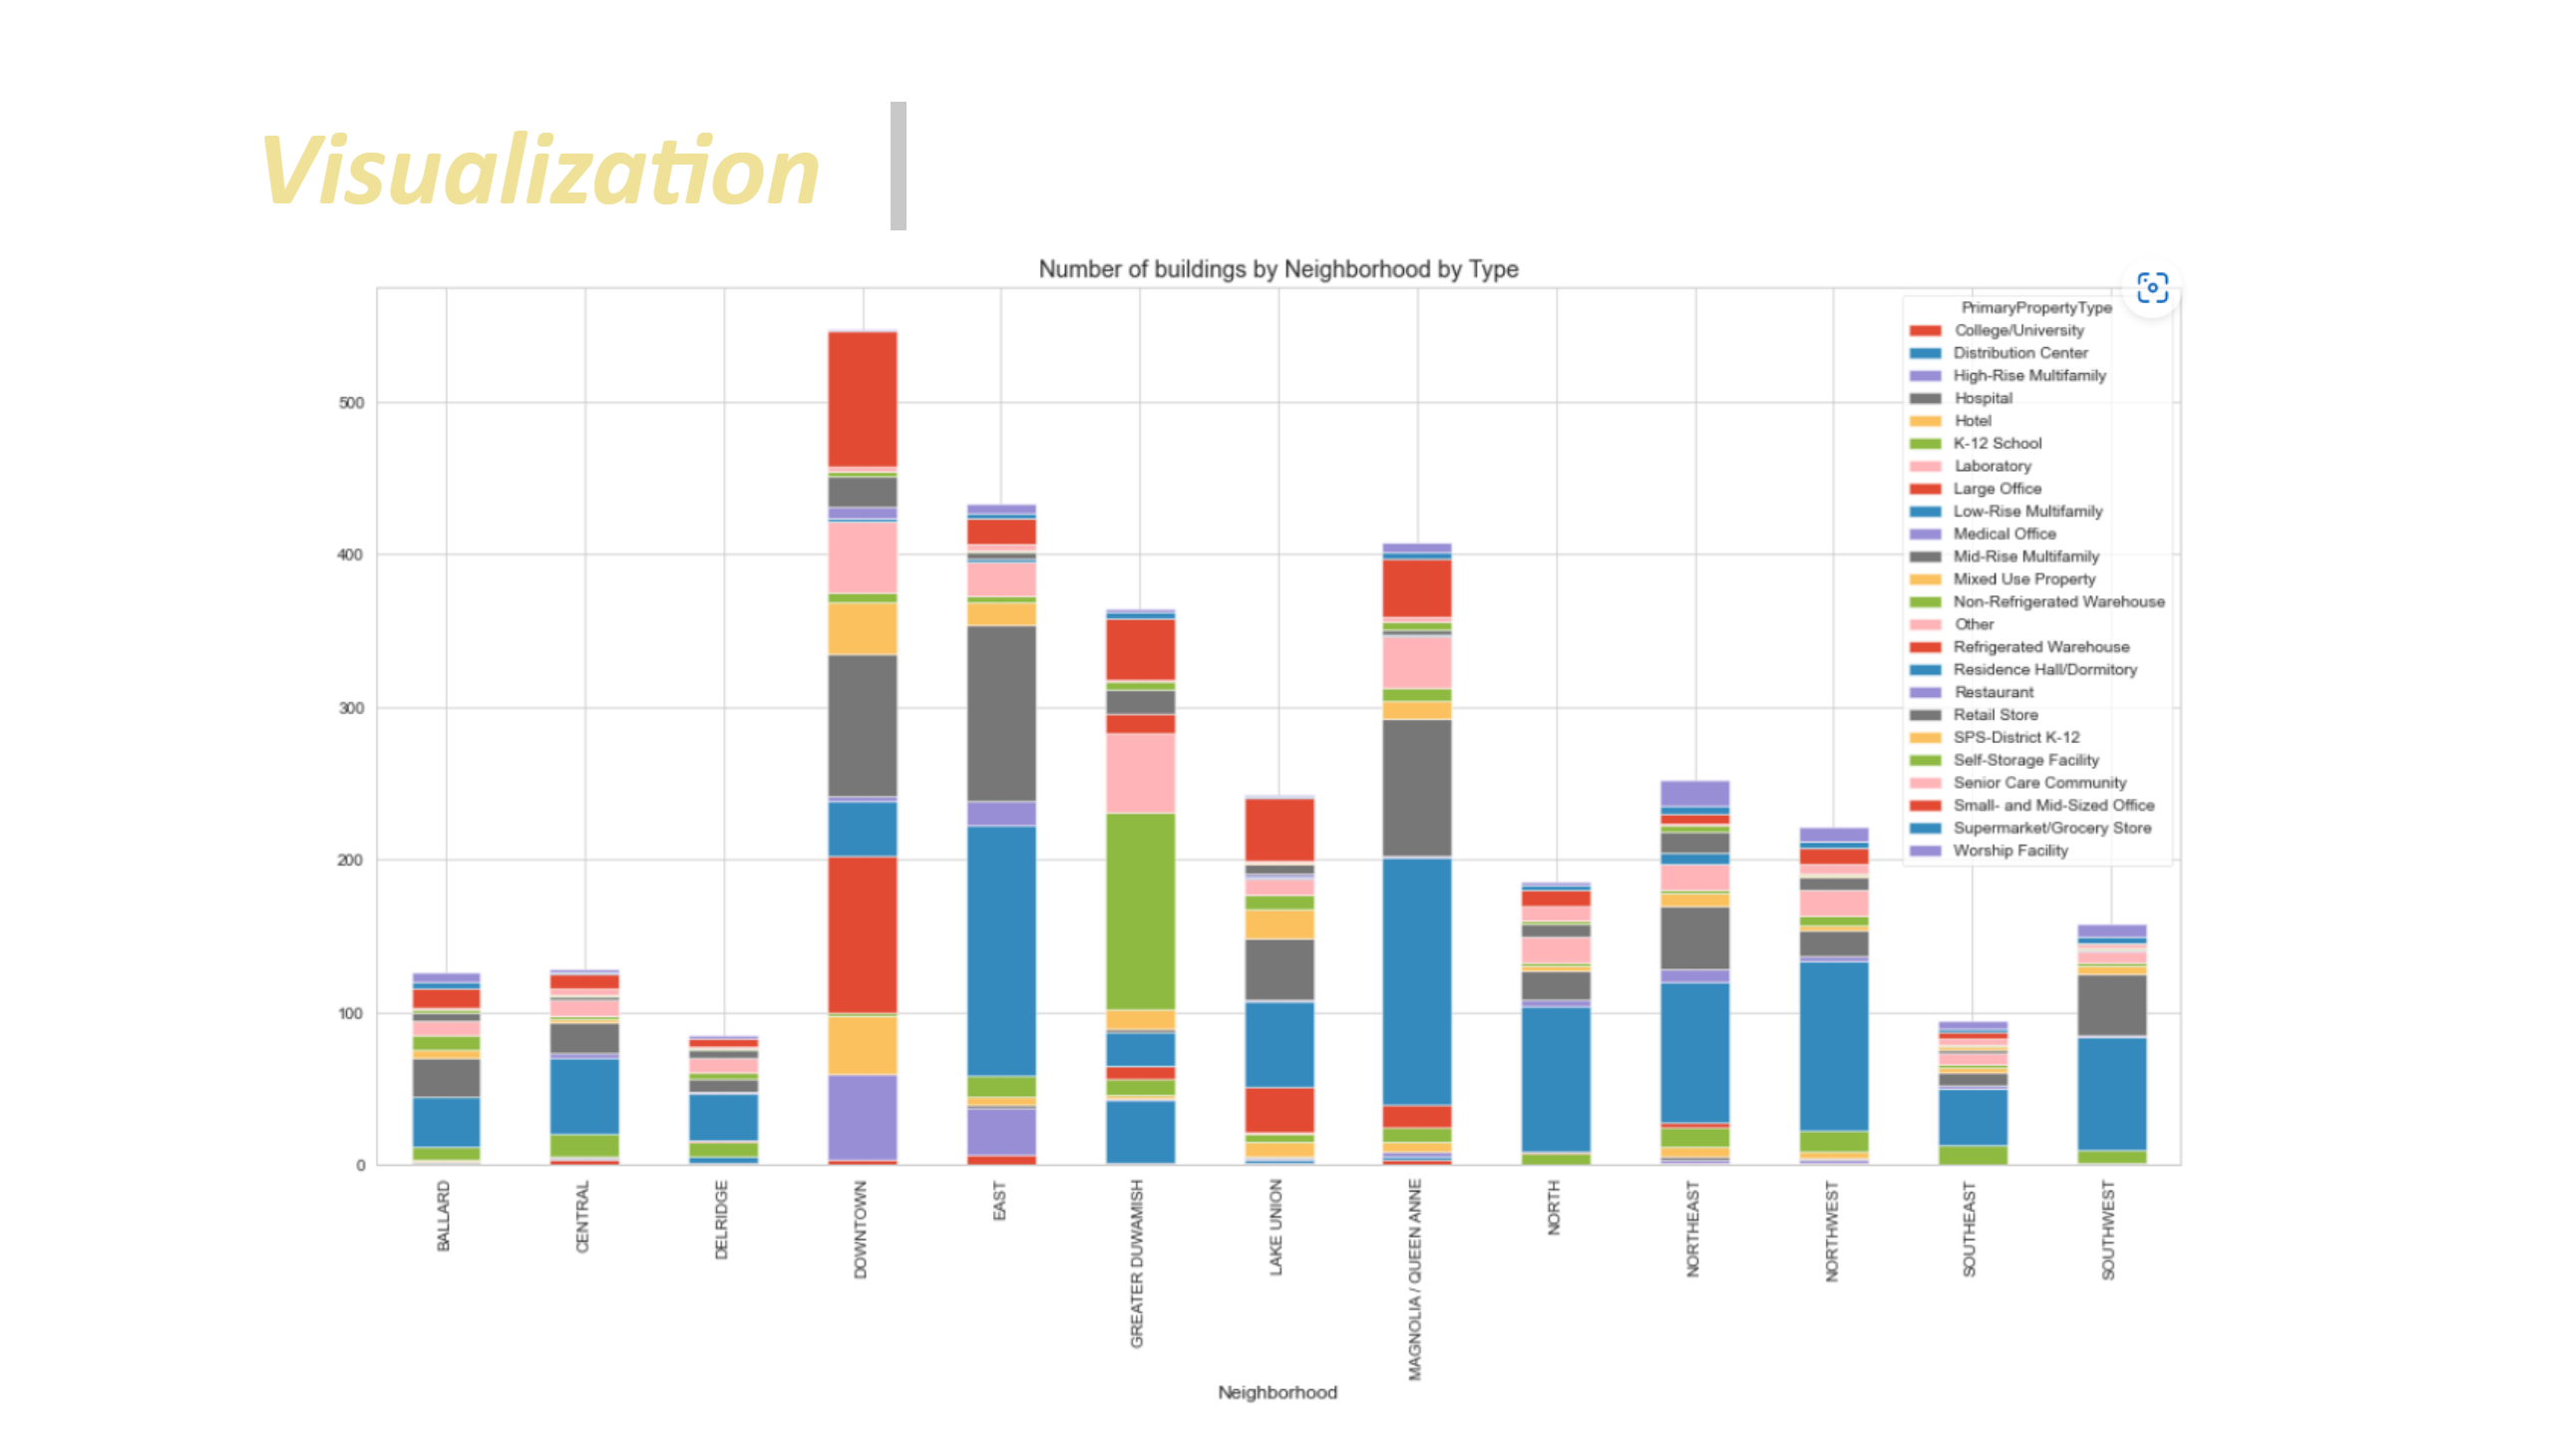 Visualization
Number of buildings by Neighborhood by Type
PrimaryPropertyType
College/University
Distribution Center
High-Rise Multifamily
Hospital
Hotel
K-12 School
Laboratory
Large Office
Low-Rise Multifamily
Medical Office
Mid-Rise Multifamily
Mixed Use Property
Non-Refrigerated Warehouse
Other
Refrigerated Warehouse
Residence Hall/Dormitory
Restaurant
Retail Store
SPS-District K-12
Self-Storage Facility
Senior Care Community
Small- and Mid-Sized Office
Supermarket/Grocery Store
Worship Facility
500
400
300
200
100
0
BALLARD
CENTRAL
DELRIDGE
DOWNTOWN
EAST
GREATER DUWAMISH
LAKE UNION
MAGNOLIA / QUEEN ANNE
NORTH
NORTHEAST
NORTHWEST
SOUTHEAST
SOUTHWEST
Neighborhood